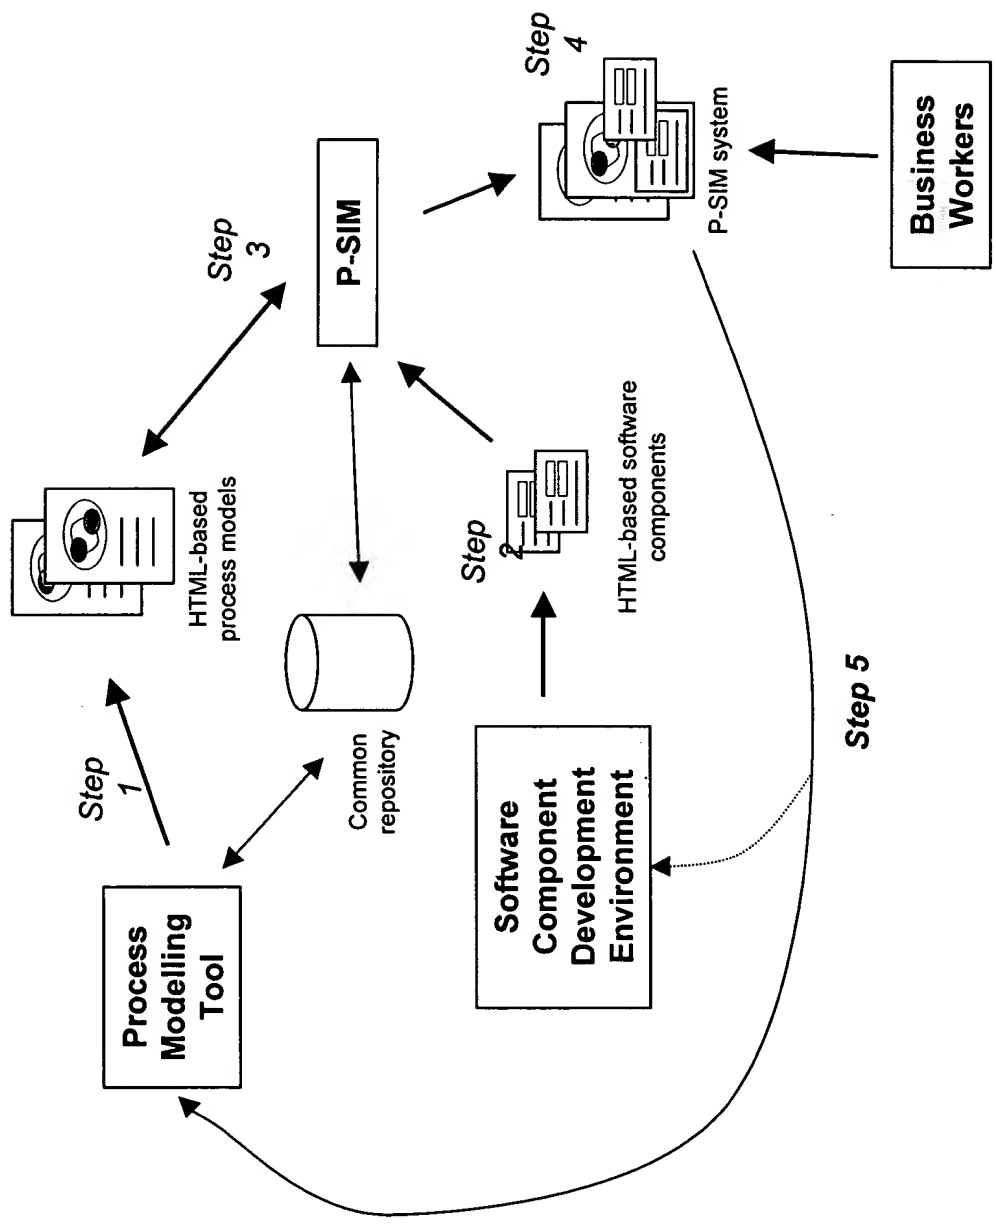 Process
Modelling
Tool
Step
1
HTML-based
process models
Step
3
Common
repository
P-SIM
Software
Component
Development
Environment
Step
2
HTML-based software
components
Step
4
P-SIM system
Business
Workers
Step 5